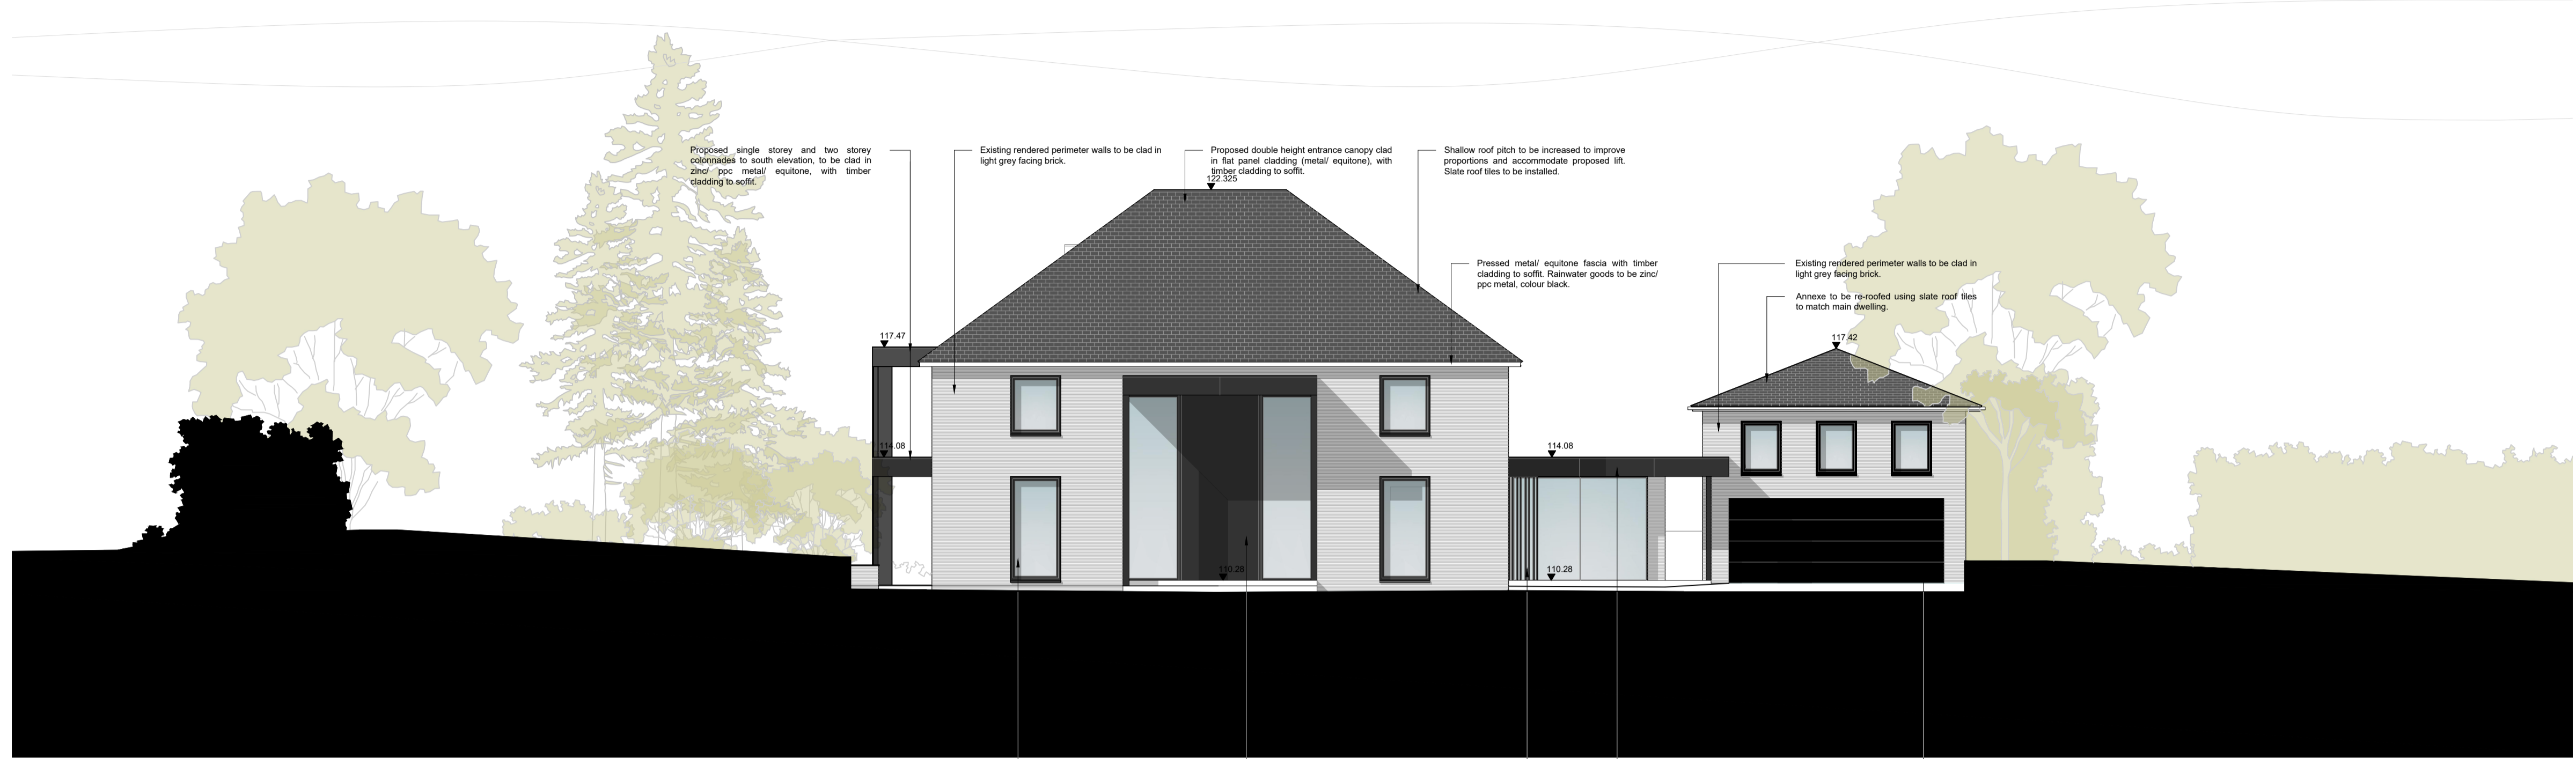 Proposed single storey and two storey
colonnades to south elevation, to be clad in
zinc/ ppc metal/ equitone, with timber
cladding to soffit.
Existing rendered perimeter walls to be clad in
light grey facing brick.
Proposed double height entrance canopy clad
in flat panel cladding (metal/ equitone), with
timber cladding to soffit.
122.325
Shallow roof pitch to be increased to improve
proportions and accommodate proposed lift.
Slate roof tiles to be installed.
Pressed metal/ equitone fascia with timber
cladding to soffit. Rainwater goods to be zinc/
ppc metal, colour black.
Existing rendered perimeter walls to be clad in
light grey facing brick.
Annexe to be re-roofed using slate roof tiles
to match main dwelling.
117.47
117.42
114.08
114.08
110.28
110.28